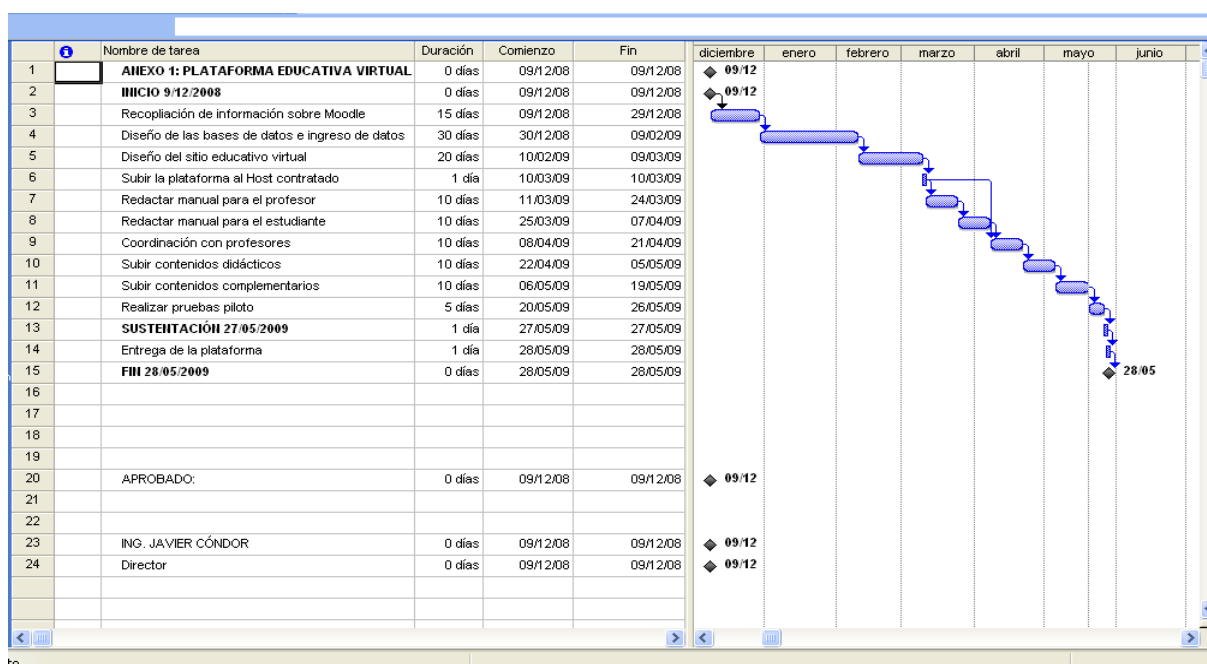 Nombre de tarea Duración Comienzo Fin diciembre enero febrero marzo abril mayo junio
1 ANEXO 1: PLATAFORMA EDUCATIVA VIRTUAL 0 días 09/12/08 09/12/08 09/12
2 INICIO 9/12/2008 0 días 09/12/08 09/12/08 09/12
3 Recopliación de información sobre Moodle 15 días 09/12/08 29/12/08
4 Diseño de las bases de datos e ingreso de datos 30 días 30/12/08 09/02/09
5 Diseño del sitio educativo virtual 20 días 10/02/09 09/03/09
6 Subir la plataforma al Host contratado 1 día 10/03/09 10/03/09
7 Redactar manual para el profesor 10 días 11/03/09 24/03/09
8 Redactar manual para el estudiante 10 días 25/03/09 07/04/09
9 Coordinación con profesores 10 días 08/04/09 21/04/09
10 Subir contenidos didácticos 10 días 22/04/09 05/05/09
11 Subir contenidos complementarios 10 días 06/05/09 19/05/09
12 Realizar pruebas piloto 5 días 20/05/09 26/05/09
13 SUSTENTACIÓN 27/05/2009 1 día 27/05/09 27/05/09
14 Entrega de la plataforma 1 día 28/05/09 28/05/09
15 FIN 28/05/2009 0 días 28/05/09 28/05/09 28/05
16
17
18
19
20 APROBADO: 0 días 09/12/08 09/12/08 09/12
21
22
23 ING. JAVIER CÓNDOR 0 días 09/12/08 09/12/08 09/12
24 Director 0 días 09/12/08 09/12/08 09/12